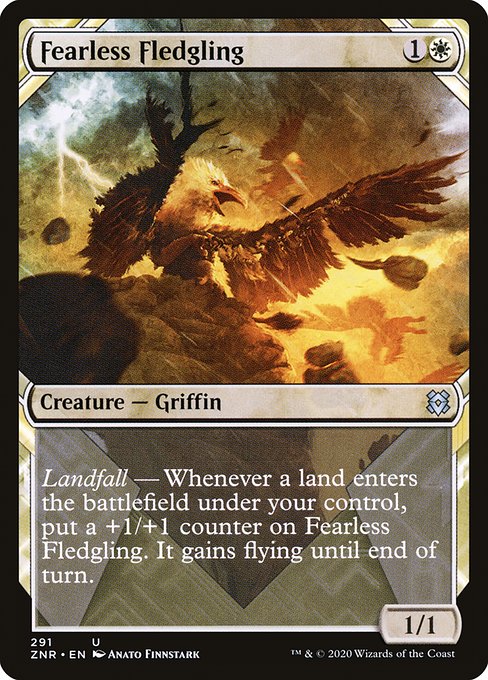 Fearless Fledgling 1
Creature — Griffin
Landfall — Whenever a land enters
the battlefield under your control,
put a +1/+1 counter on Fearless
Fledgling. It gains flying until end of
turn.
1/1
291 U
ZNR • EN Anato Finnstark
™ & © 2020 Wizards of the Coast